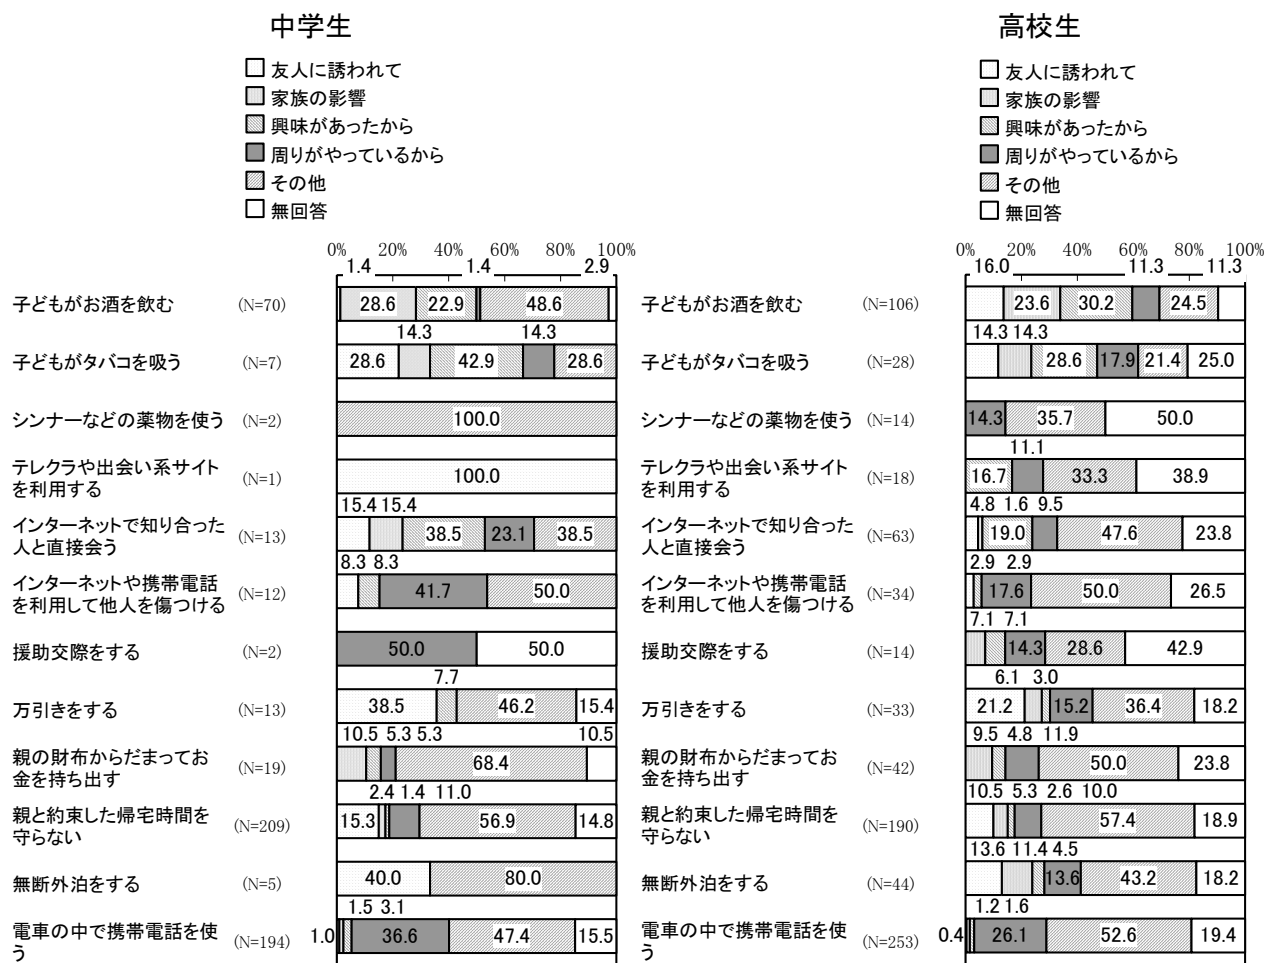 中学生
友人に誘われて
家族の影響
興味があったから
周りがやっているから
その他
無回答
0% 20% 40% 60% 80% 100%
1.4 1.4 2.9
子どもがお酒を飲む (N=70) 28.6 22.9 48.6
14.3 14.3
子どもがタバコを吸う (N=7) 28.6 42.9 28.6
シンナーなどの薬物を使う (N=2) 100.0
テレクラや出会い系サイト
を利用する (N=1) 100.0
15.4 15.4
インターネットで知り合った
人と直接会う (N=13) 38.5 23.1 38.5
8.3 8.3
インターネットや携帯電話
を利用して他人を傷つける (N=12) 41.7 50.0
援助交際をする (N=2) 50.0 50.0
7.7
万引きをする (N=13) 38.5 46.2 15.4
10.5 5.3 5.3 10.5
親の財布からだまってお
金を持ち出す (N=19) 68.4
2.4 1.4 11.0
親と約束した帰宅時間を
守らない (N=209) 15.3 56.9 14.8
無断外泊をする (N=5) 40.0 80.0
1.5 3.1
電車の中で携帯電話を使
う (N=194) 1.0 36.6 47.4 15.5
高校生
友人に誘われて
家族の影響
興味があったから
周りがやっているから
その他
無回答
0% 20% 40% 60% 80% 100%
16.0 11.3 11.3
子どもがお酒を飲む (N=106) 23.6 30.2 24.5
14.3 14.3
子どもがタバコを吸う (N=28) 28.6 17.9 21.4 25.0
シンナーなどの薬物を使う (N=14) 14.3 35.7 50.0
11.1
テレクラや出会い系サイト
を利用する (N=18) 16.7 33.3 38.9
4.8 1.6 9.5
インターネットで知り合った
人と直接会う (N=63) 19.0 47.6 23.8
2.9 2.9
インターネットや携帯電話
を利用して他人を傷つける (N=34) 17.6 50.0 26.5
7.1 7.1
援助交際をする (N=14) 14.3 28.6 42.9
6.1 3.0
万引きをする (N=33) 21.2 15.2 36.4 18.2
9.5 4.8 11.9
親の財布からだまってお
金を持ち出す (N=42) 50.0 23.8
10.5 5.3 2.6 10.0
親と約束した帰宅時間を
守らない (N=190) 57.4 18.9
13.6 11.4 4.5
無断外泊をする (N=44) 13.6 43.2 18.2
1.2 1.6
電車の中で携帯電話を使
う (N=253) 0.4 26.1 52.6 19.4